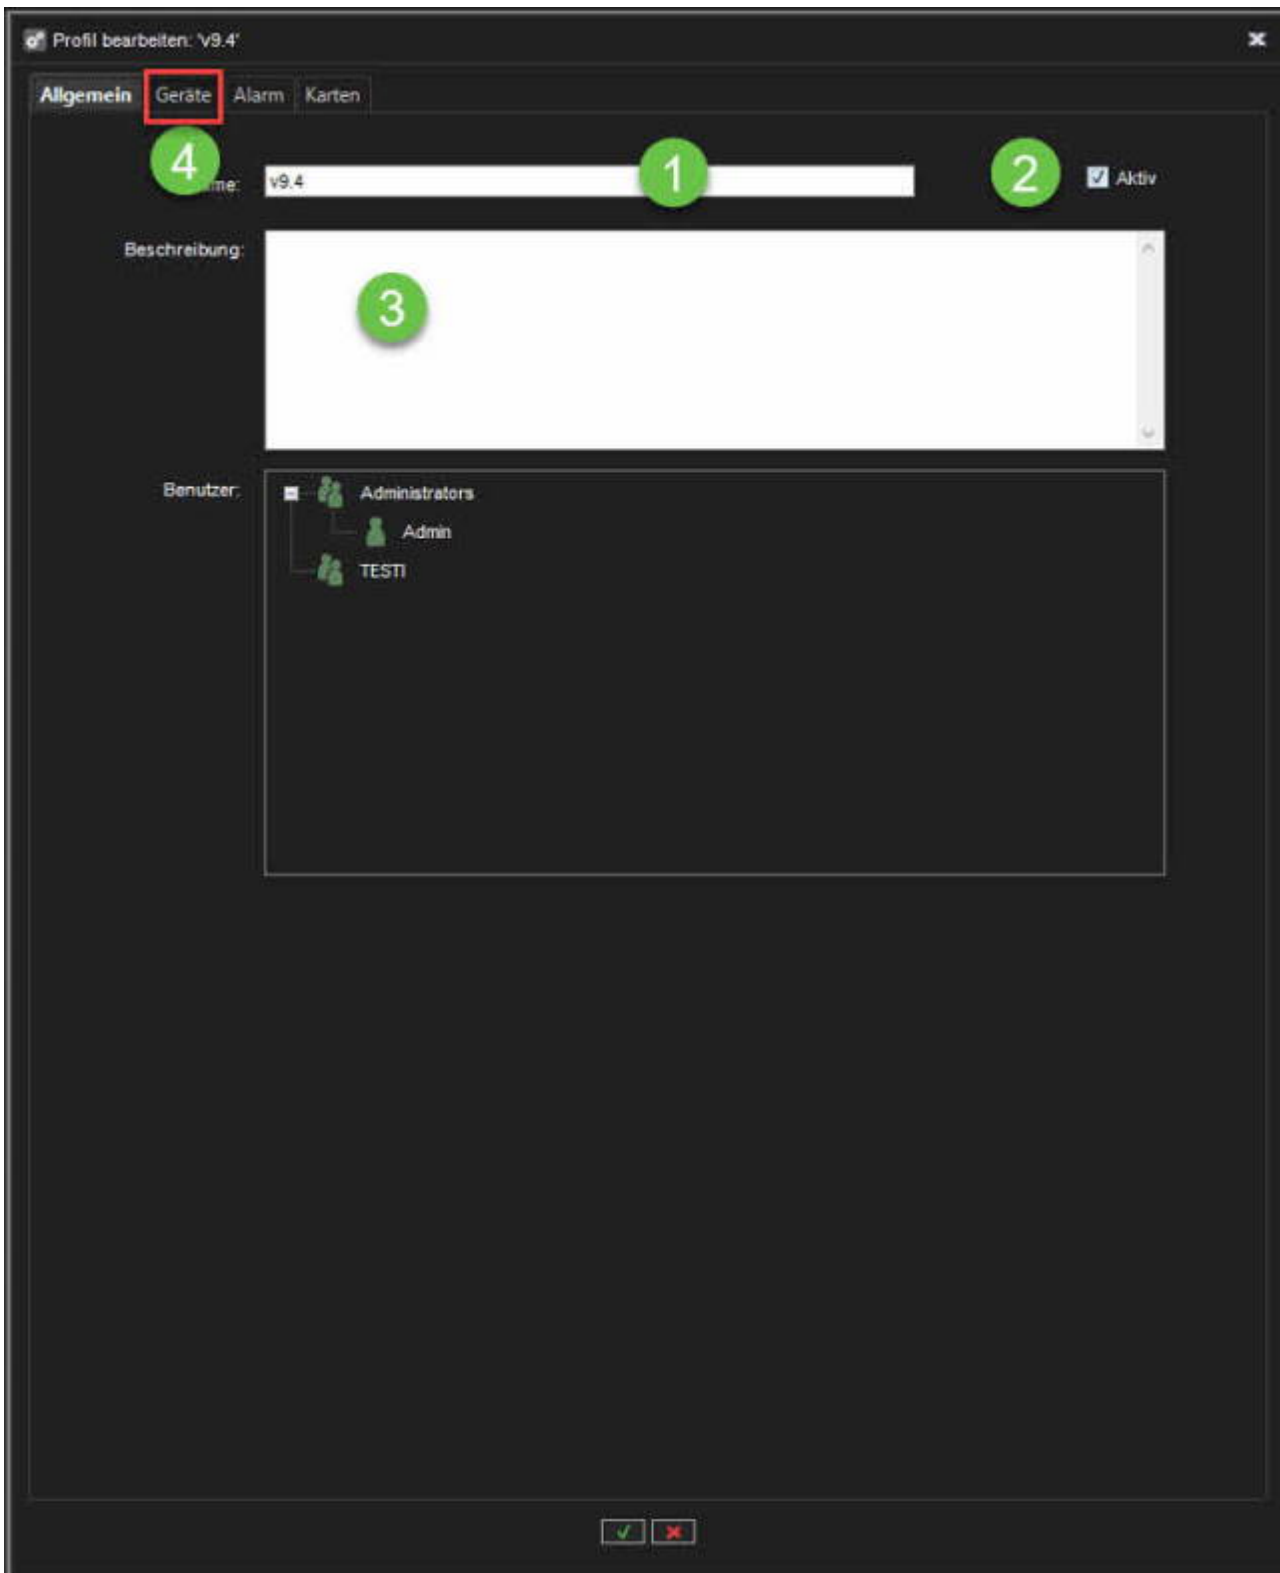 Profil bearbeiten: 'v9.4'
Allgemein Geräte Alarm Karten
4
me: v9.4 1 2 Aktiv
Beschreibung:
3
Benutzer: Administrators
Admin
TESTI